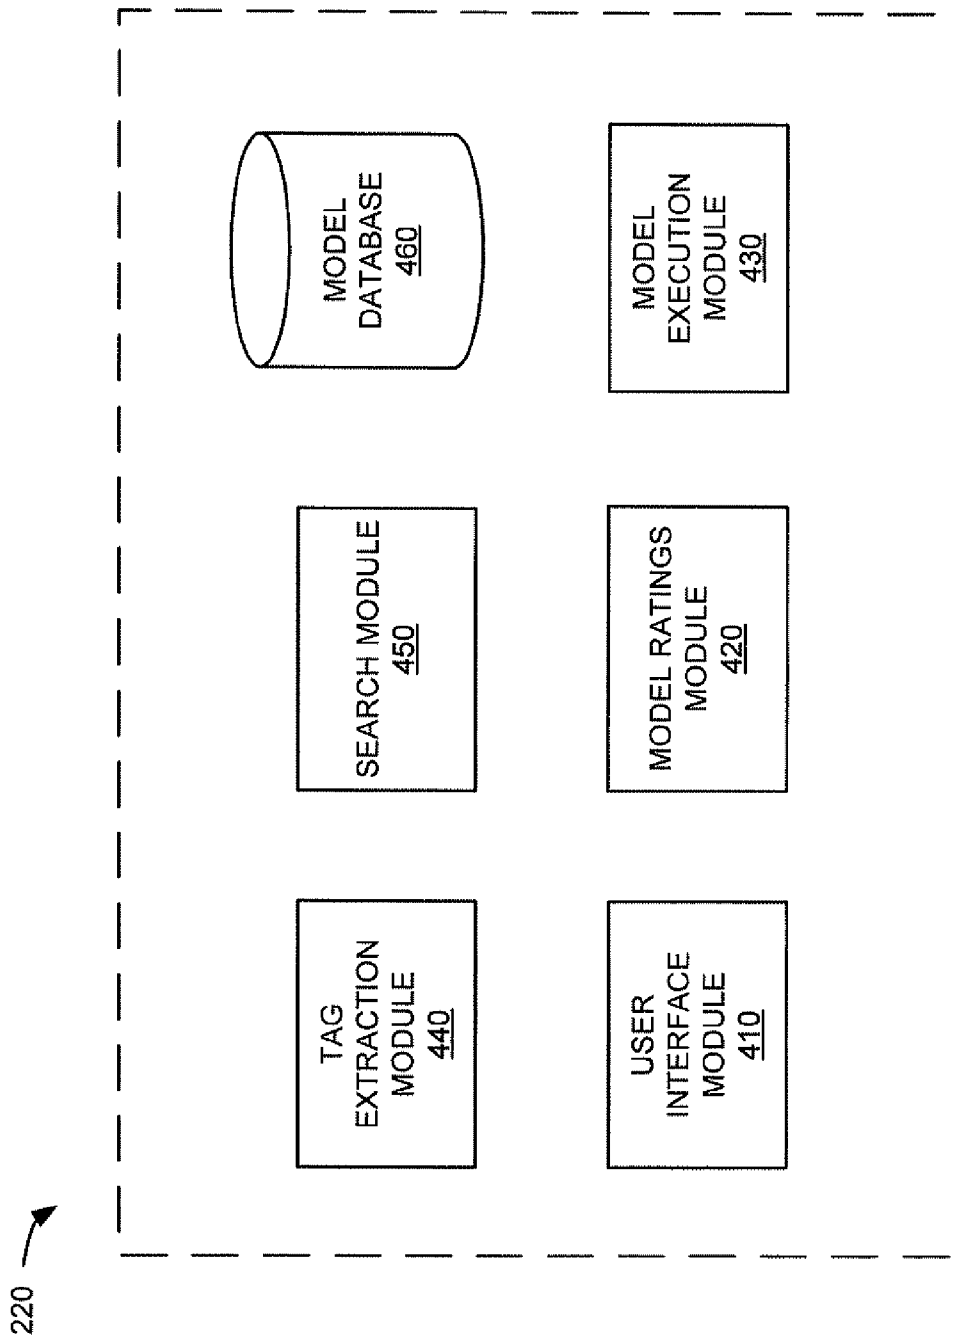 220
TAG
EXTRACTION
MODULE
440
SEARCH MODULE
450
MODEL
DATABASE
460
USER
INTERFACE
MODULE
410
MODEL RATINGS
MODULE
420
MODEL
EXECUTION
MODULE
430